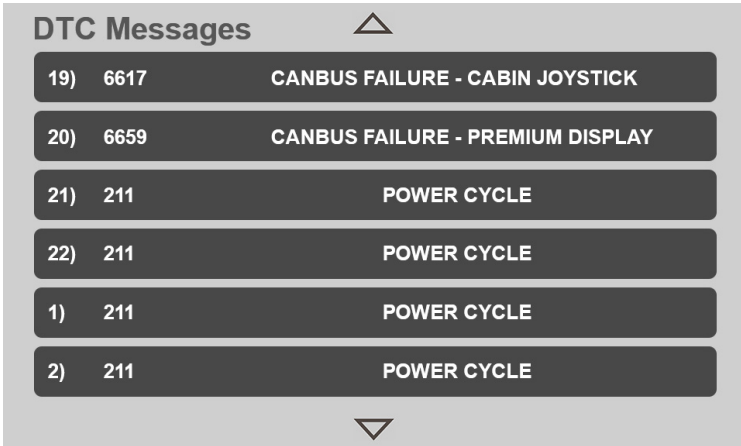 DTC Messages
19) 6617 CANBUS FAILURE - CABIN JOYSTICK
20) 6659 CANBUS FAILURE - PREMIUM DISPLAY
21) 211 POWER CYCLE
22) 211 POWER CYCLE
1) 211 POWER CYCLE
2) 211 POWER CYCLE